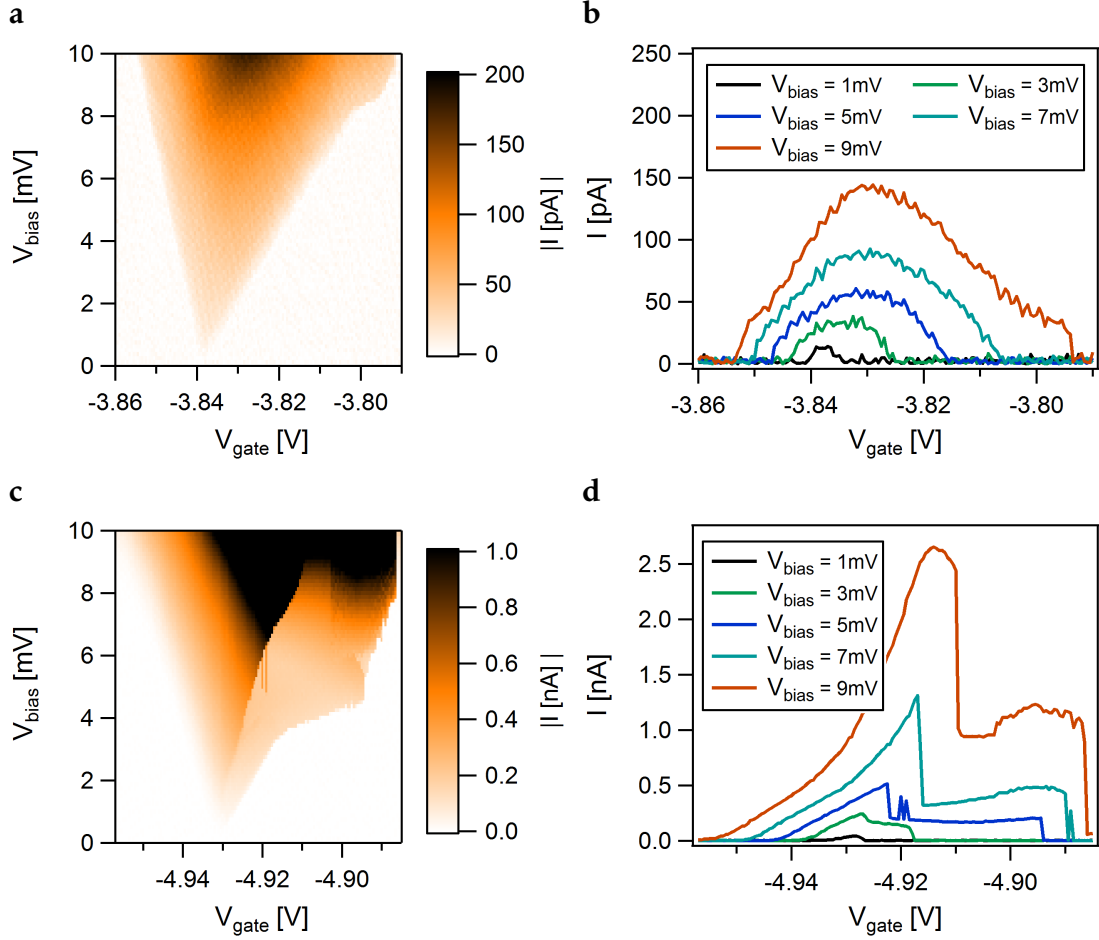 a
10
8
6
4
2
0
V_bias [mV]
-3.86
-3.84
-3.82
-3.80
V_gate [V]
200
150
100
50
0
|I [pA] |
b
250
200
150
100
50
0
I [pA]
V_bias = 1mV
V_bias = 3mV
V_bias = 5mV
V_bias = 7mV
V_bias = 9mV
-3.86
-3.84
-3.82
-3.80
V_gate [V]
c
10
8
6
4
2
0
V_bias [mV]
-4.94
-4.92
-4.90
V_gate [V]
1.0
0.8
0.6
0.4
0.2
0.0
|I [nA] |
d
2.5
2.0
1.5
1.0
0.5
0.0
I [nA]
V_bias = 1mV
V_bias = 3mV
V_bias = 5mV
V_bias = 7mV
V_bias = 9mV
-4.94
-4.92
-4.90
V_gate [V]